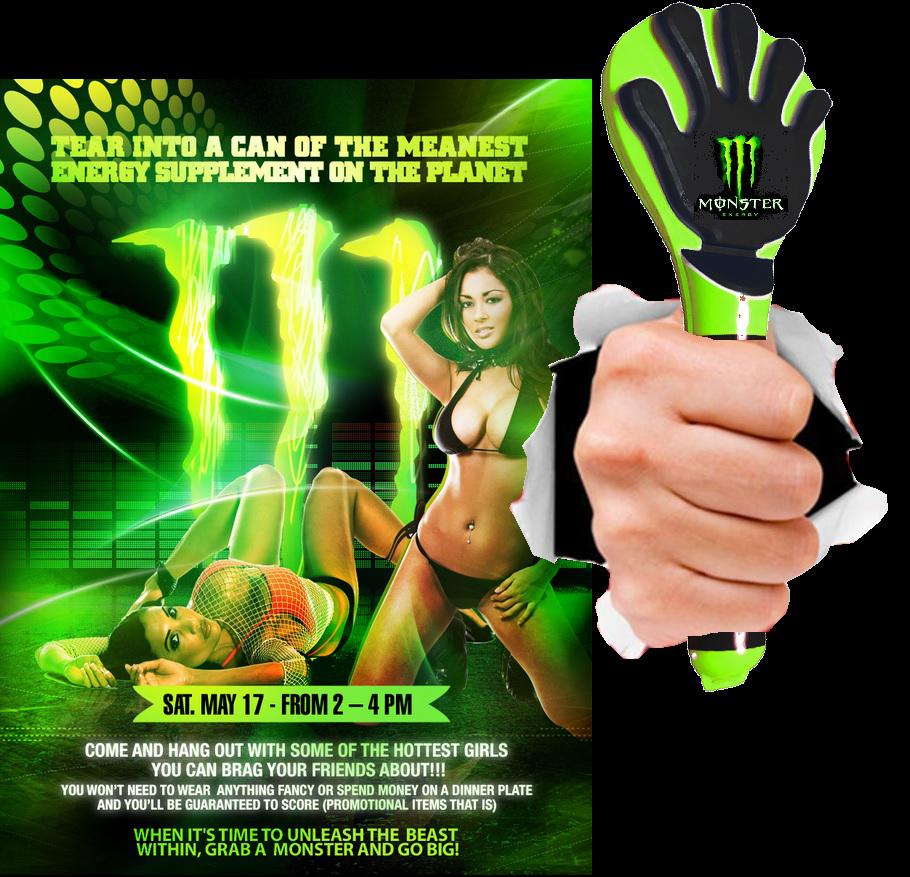 TEAR INTO A CAN OF THE MEANEST
ENERGY SUPPLEMENT ON THE PLANET
MONSTER
ENERGY
SAT. MAY 17 - FROM 2 – 4 PM
COME AND HANG OUT WITH SOME OF THE HOTTEST GIRLS
YOU CAN BRAG YOUR FRIENDS ABOUT!!!
YOU WON'T NEED TO WEAR ANYTHING FANCY OR SPEND MONEY ON A DINNER PLATE
AND YOU'LL BE GUARANTEED TO SCORE (PROMOTIONAL ITEMS THAT IS)
WHEN IT'S TIME TO UNLEASH THE BEAST
WITHIN, GRAB A MONSTER AND GO BIG!